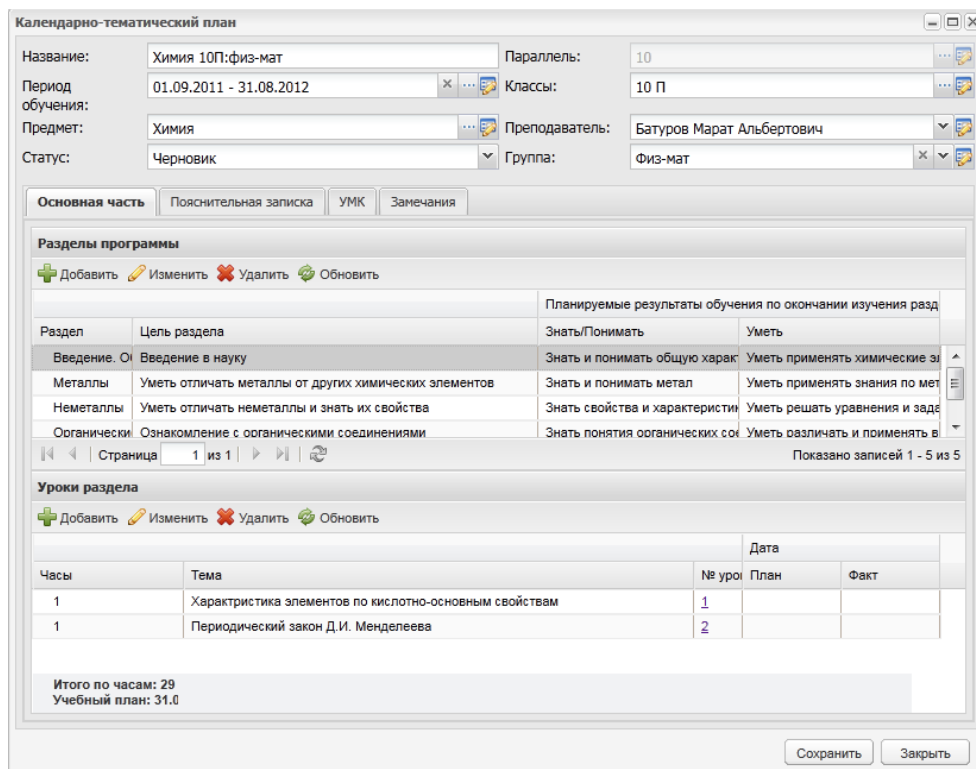 Календарно-тематический план
Название: Химия 10П:физ-мат Параллель: 10
Период обучения: 01.09.2011 - 31.08.2012 Классы: 10 П
Предмет: Химия Преподаватель: Батуров Марат Альбертович
Статус: Черновик Группа: Физ-мат
Основная часть Пояснительная записка УМК Замечания
Разделы программы
Добавить Изменить Удалить Обновить
Планируемые результаты обучения по окончании изучения разд
Раздел Цель раздела Знать/Понимать Уметь
Введение. Введение в науку Знать и понимать общую харак Уметь применять химические
Металлы Уметь отличать металлы от других химических элементов Знать и понимать метал Уметь применять знания по мет
Неметаллы Уметь отличать неметаллы и знать их свойства Знать свойства и характеристик Уметь решать уравнения и зада
Органически Ознакомление с органическими соединениями Знать понятия органических сое Уметь различать и применять в
Страница 1 из 1 Показано записей 1 - 5 из 5
Уроки раздела
Добавить Изменить Удалить Обновить
Дата
Часы Тема № урок План Факт
1 Характристика элементов по кислотно-основным свойствам 1
1 Периодический закон Д.И. Менделеева 2
Итого по часам: 29
Учебный план: 31.0
Сохранить Закрыть